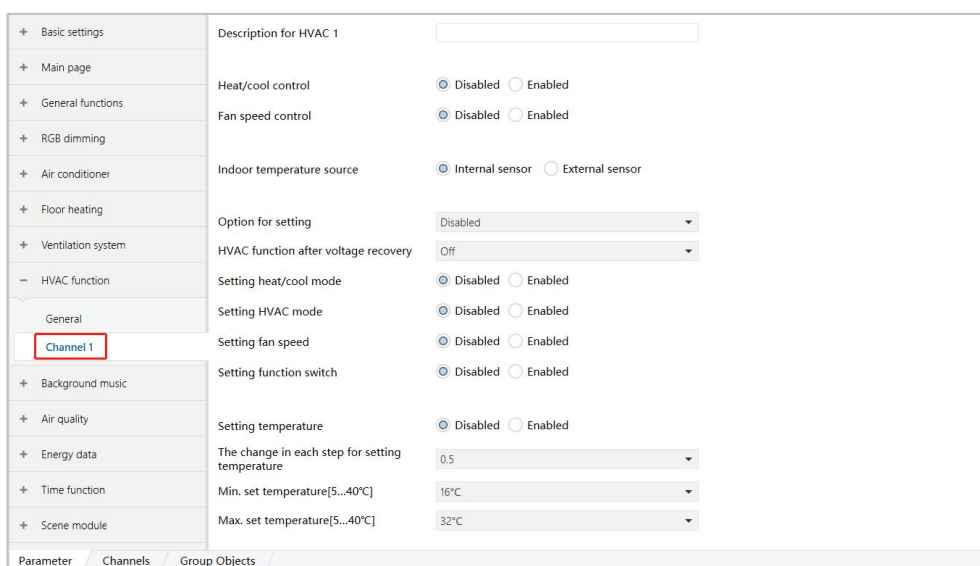 Basic settings
Main page
General functions
RGB dimming
Air conditioner
Floor heating
Ventilation system
HVAC function
General
Channel 1
Background music
Air quality
Energy data
Time function
Scene module
Description for HVAC 1
Heat/cool control Disabled Enabled
Fan speed control Disabled Enabled
Indoor temperature source Internal sensor External sensor
Option for setting Disabled
HVAC function after voltage recovery Off
Setting heat/cool mode Disabled Enabled
Setting HVAC mode Disabled Enabled
Setting fan speed Disabled Enabled
Setting function switch Disabled Enabled
Setting temperature Disabled Enabled
The change in each step for setting
temperature 0.5
Min. set temperature[5...40°C] 16°C
Max. set temperature[5...40°C] 32°C
Parameter Channels Group Objects